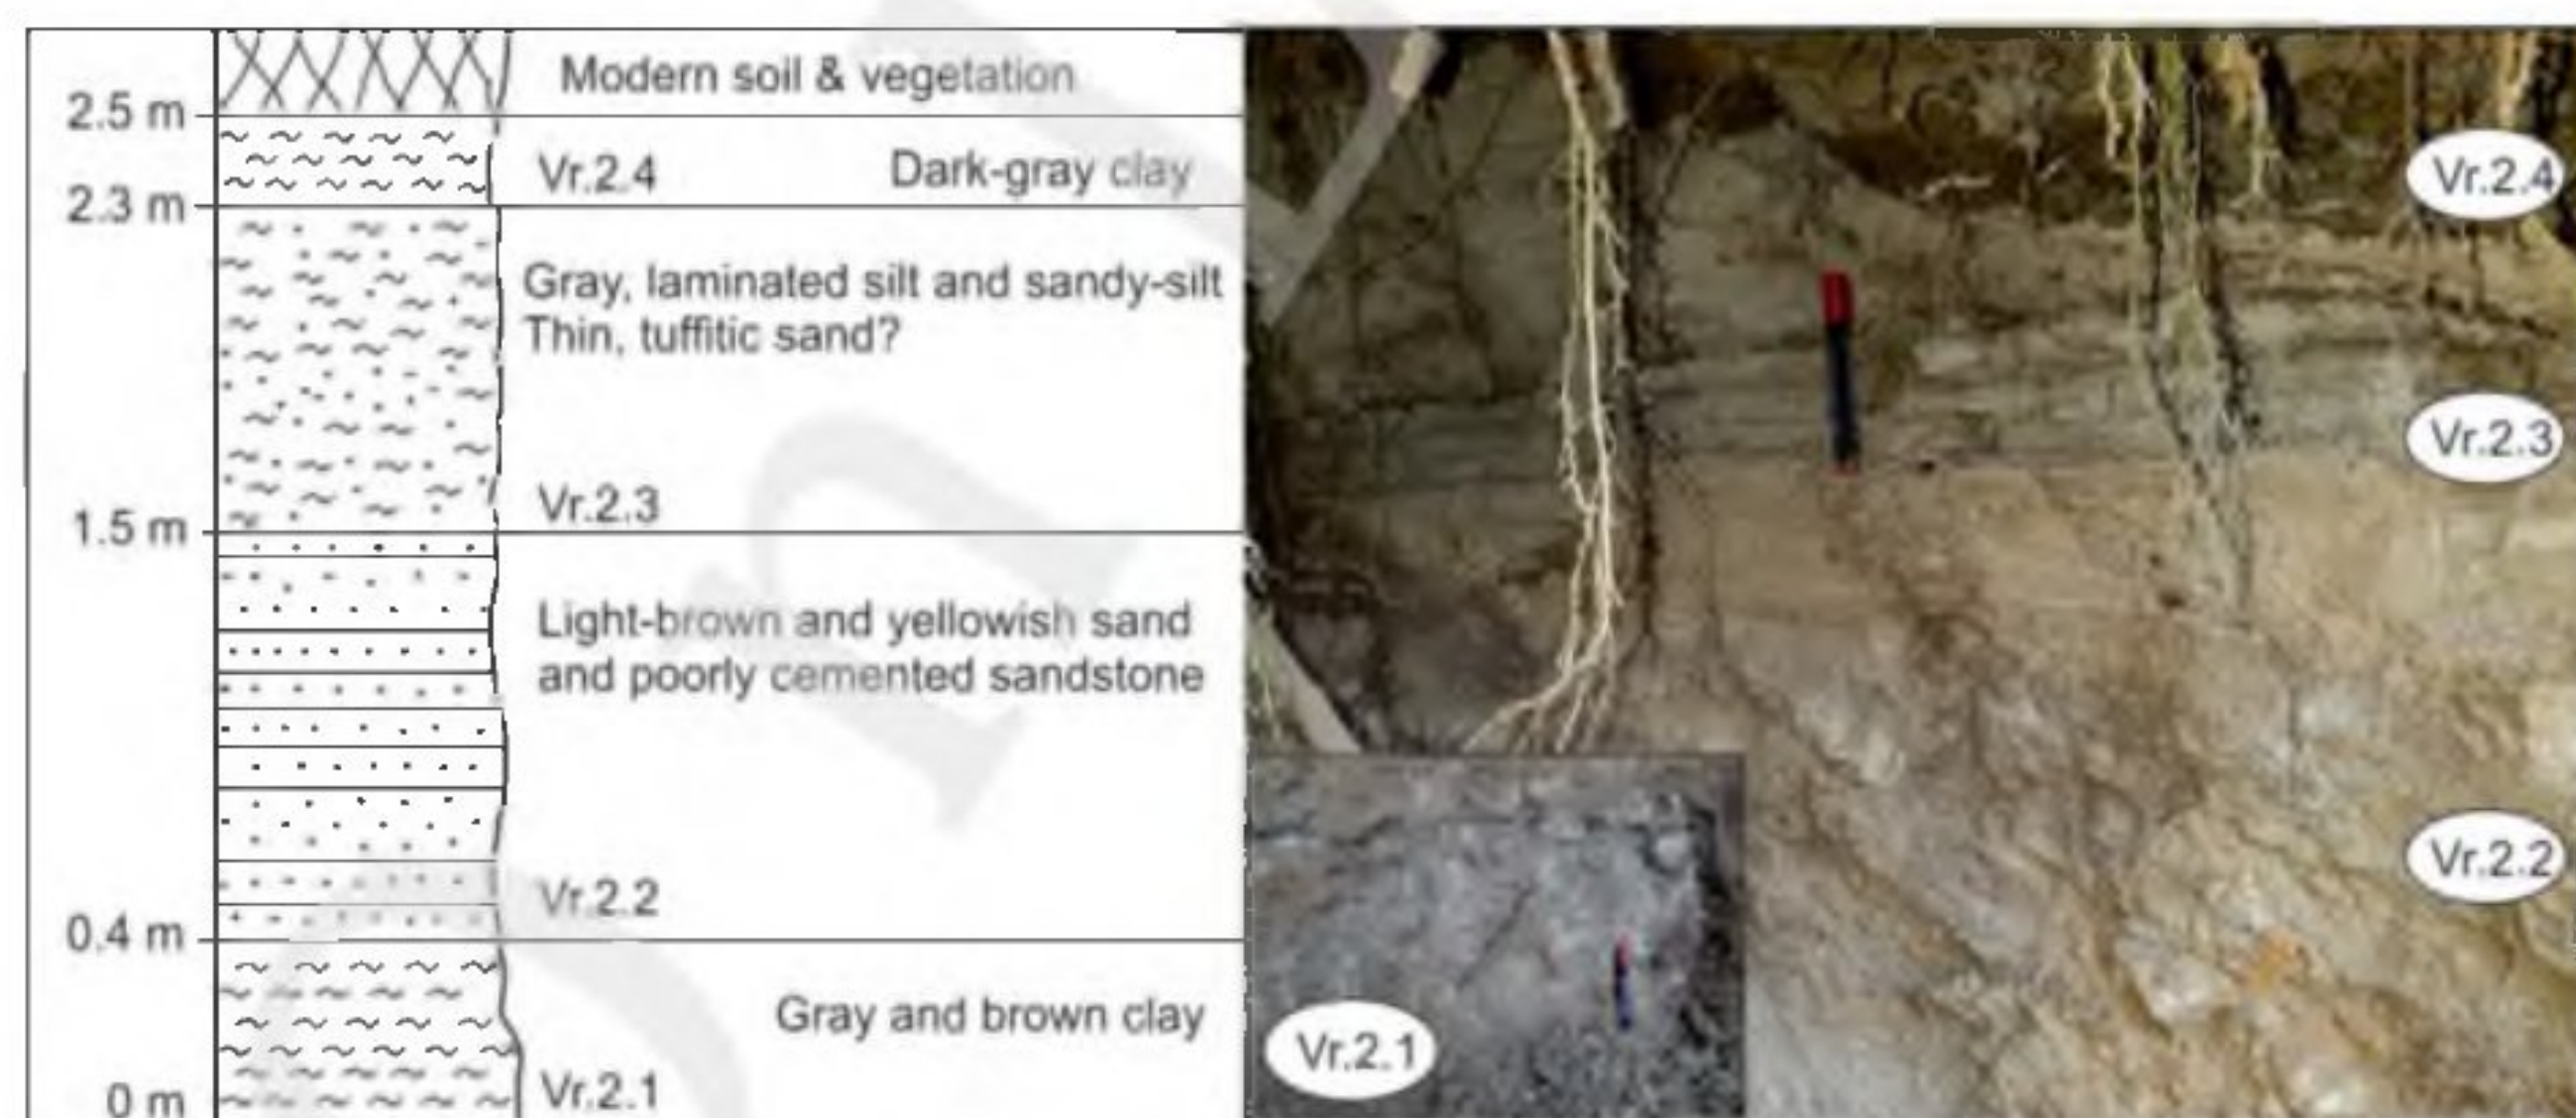 Modern soil & vegetation
2.5 m
Vr.2.4 Dark-gray clay
2.3 m
Gray, laminated silt and sandy-silt
Thin, tuffitic sand?
Vr.2.3
1.5 m
Light-brown and yellowish sand
and poorly cemented sandstone
Vr.2.2
0.4 m
Gray and brown clay
Vr.2.1
0 m
Vr.2.4
Vr.2.3
Vr.2.2
Vr.2.1